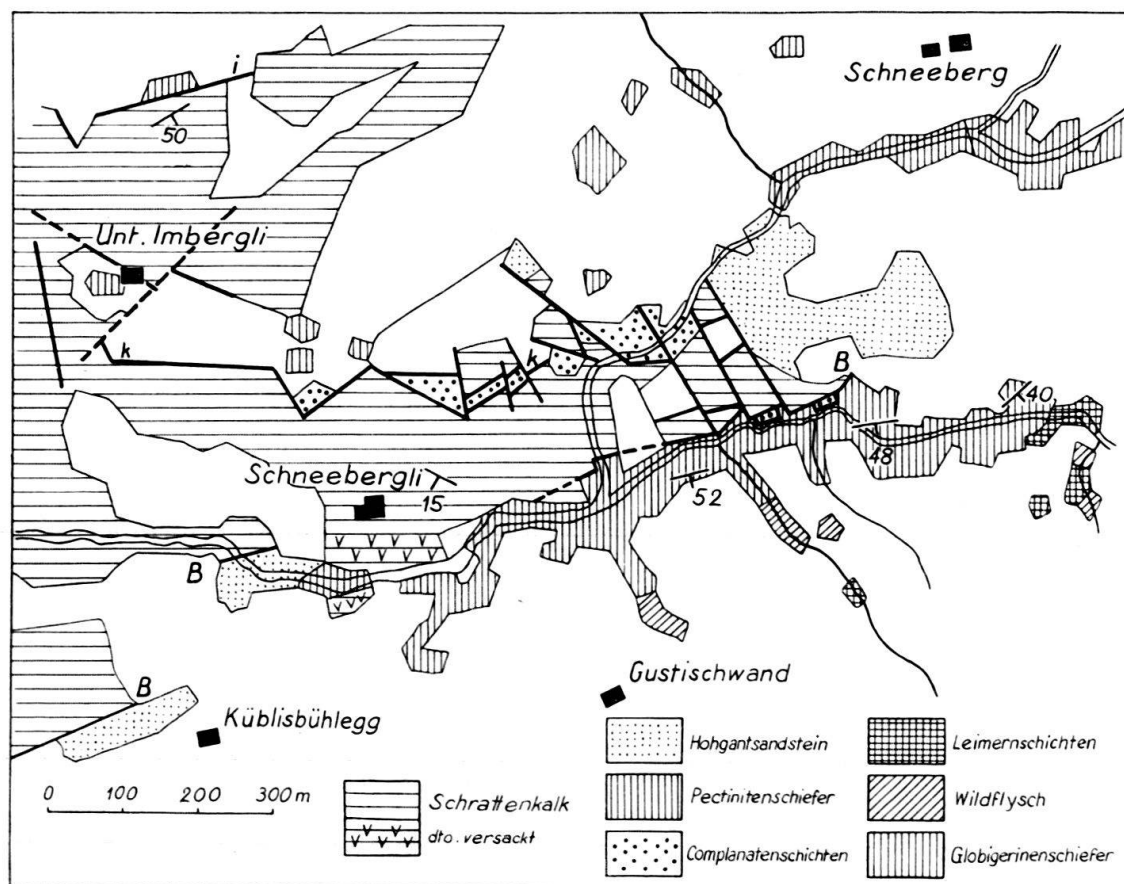 i
Schneeberg
50
Unt. Imbergli
k
k
B
40
48
Schneebergli
15
52
B
B
Gustischwand
Küblisbühlegg
Hohgantsandstein
Leimernschichten
0 100 200 300 m
Schrattenkalk
Pectinitenschiefer
Wildflysch
dto. versackt
Complanatenschichten
Globigerinenschiefer